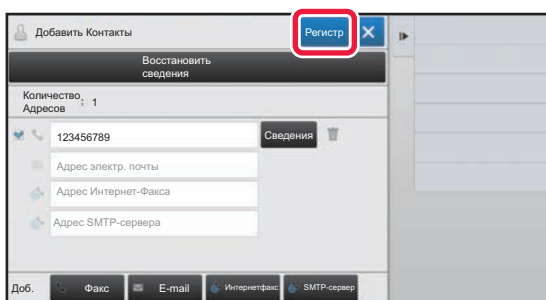 Добавить Контакты
Регистр
Восстановить
сведения
Количество
Адресов : 1
123456789
Сведения
Адрес электр. почты
Адрес Интернет-Факса
Адрес SMTP-сервера
Доб.
Факс
E-mail
Интернетфакс
SMTP-сервер